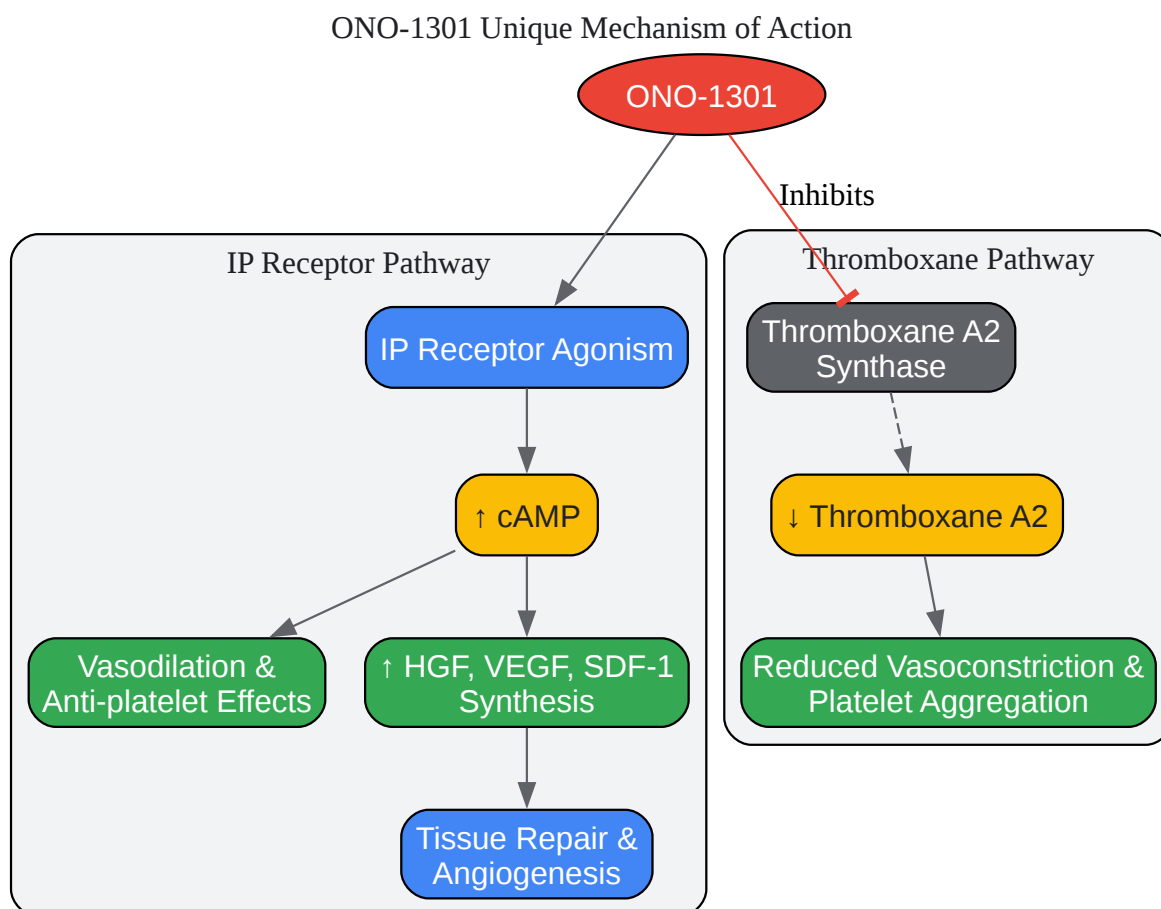 ONO-1301 Unique Mechanism of Action
ONO-1301
Inhibits
IP Receptor Pathway
IP Receptor Agonism
↑ cAMP
Vasodilation &
Anti-platelet Effects
↑ HGF, VEGF, SDF-1
Synthesis
Tissue Repair &
Angiogenesis
Thromboxane Pathway
Thromboxane A2
Synthase
↓ Thromboxane A2
Reduced Vasoconstriction &
Platelet Aggregation